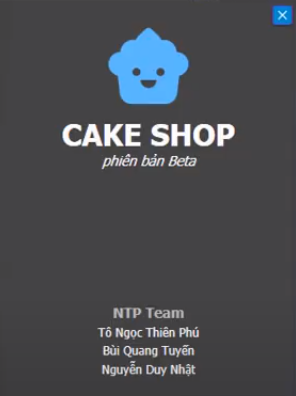 CAKE SHOP
phiên bản Beta
NTP Team
Tô Ngọc Thiên Phú
Bùi Quang Tuyến
Nguyễn Duy Nhật